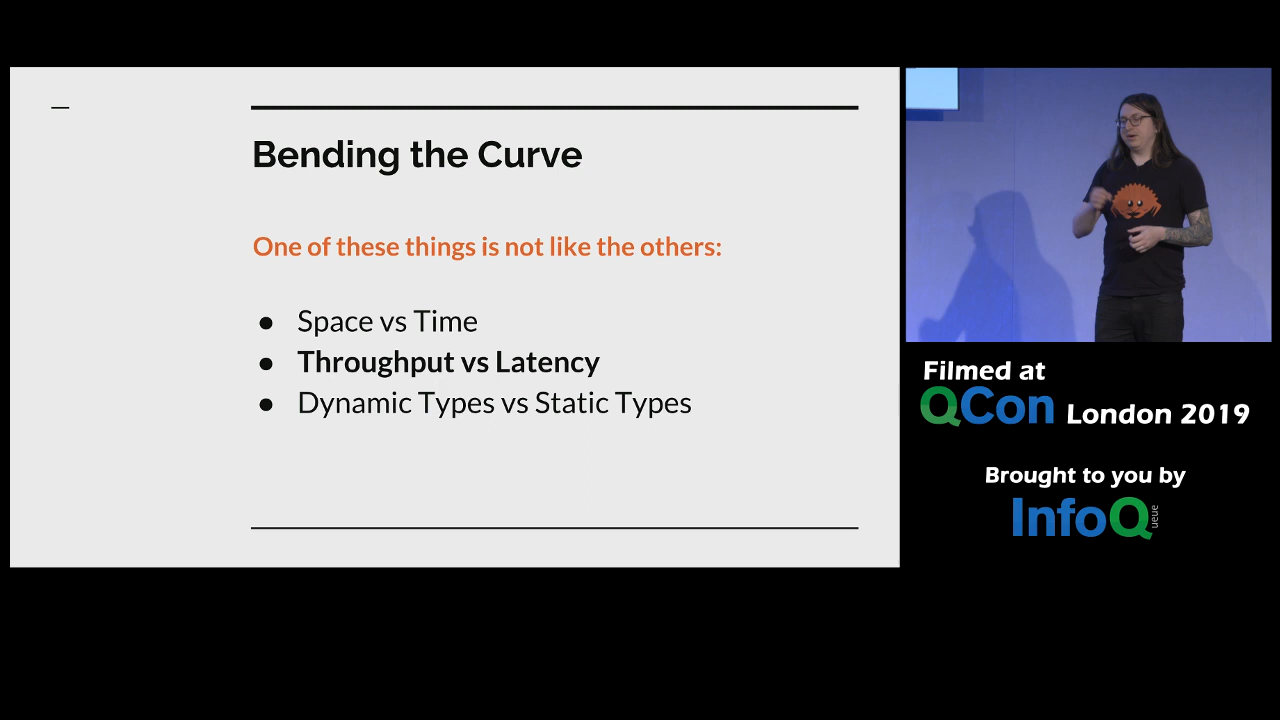 Bending the Curve
One of these things is not like the others:
● Space vs Time
● Throughput vs Latency
● Dynamic Types vs Static Types
Filmed at
QCon London 2019
Brought to you by
InfoQueue